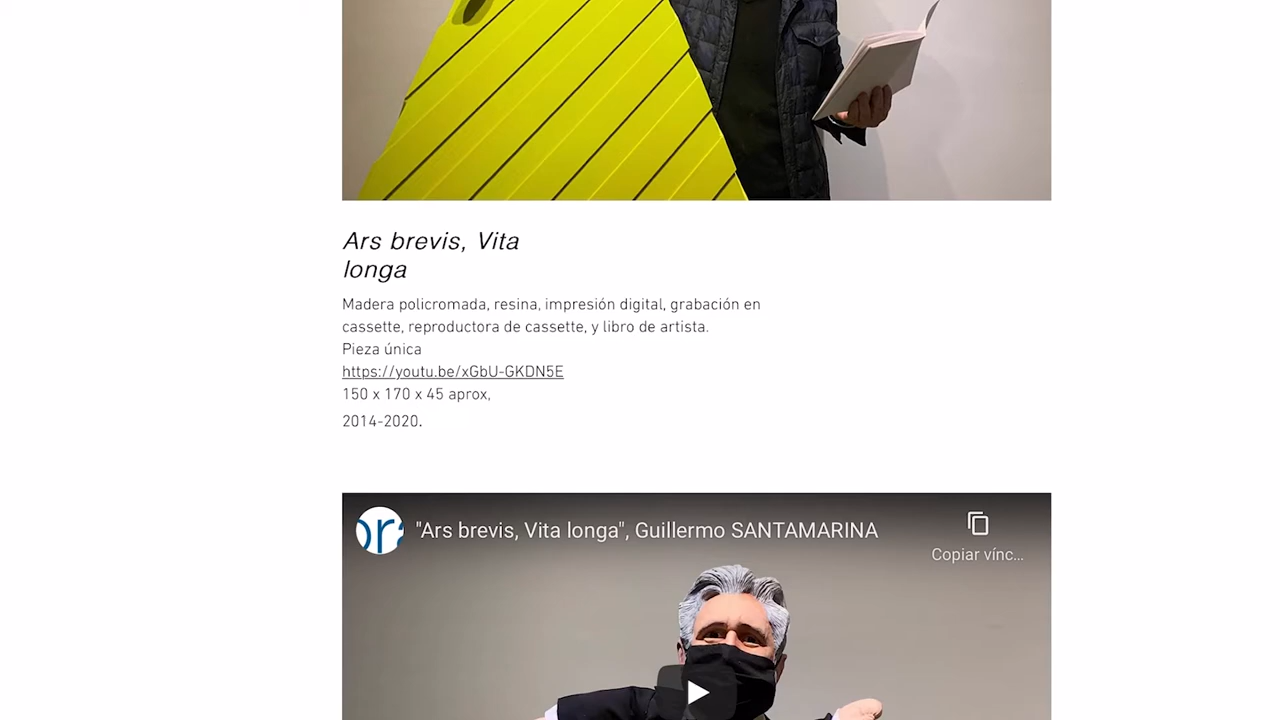 Ars brevis, Vita
longa
Madera policromada, resina, impresión digital, grabación en
cassette, reproductora de cassette, y libro de artista.
Pieza única
https://youtu.be/xGbU-GKDN5E
150 x 170 x 45 aprox,
2014-2020.
ora
"Ars brevis, Vita longa", Guillermo SANTAMARINA
Copiar vínc...